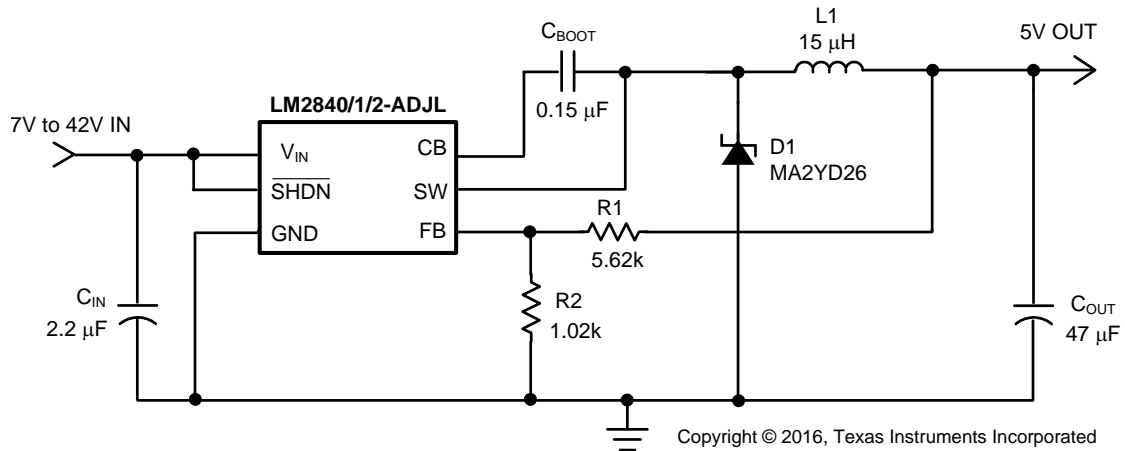 L1
15 μH
5V OUT
C_BOOT
0.15 μF
LM2840/1/2-ADJL
7V to 42V IN
V_IN
CB
SHDN
SW
GND
FB
D1
MA2YD26
R1
5.62k
C_IN
2.2 μF
R2
1.02k
C_OUT
47 μF
Copyright © 2016, Texas Instruments Incorporated